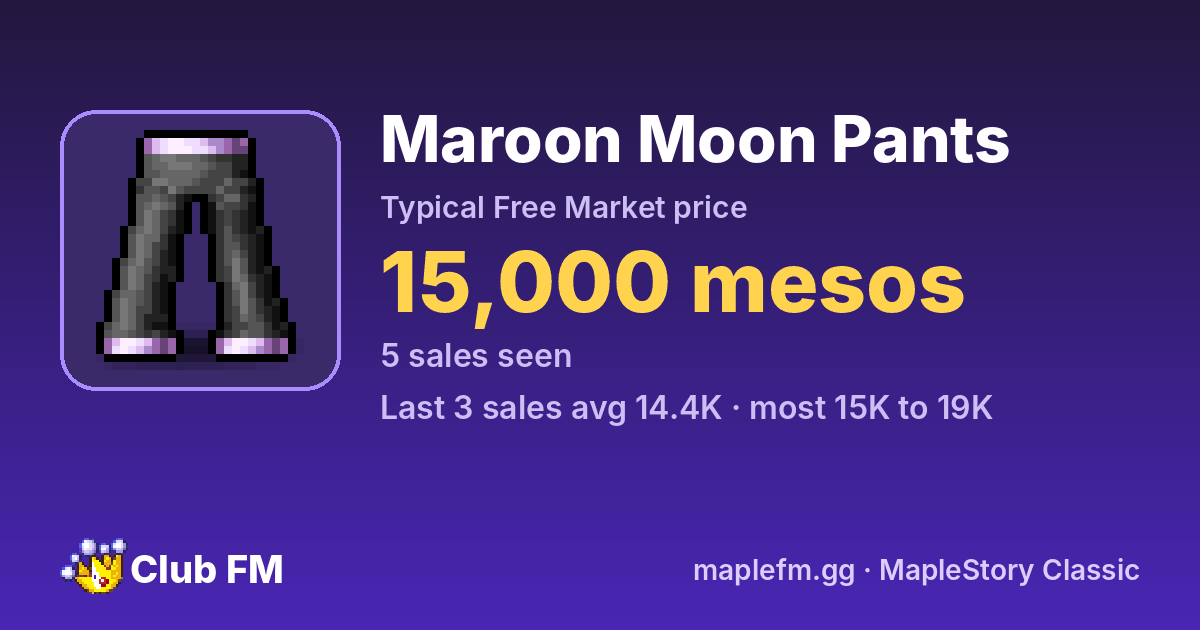 Maroon Moon Pants
Typical Free Market price
15,000 mesos
5 sales seen
Last 3 sales avg 14.4K · most 15K to 19K
Club FM
maplefm.gg · MapleStory Classic